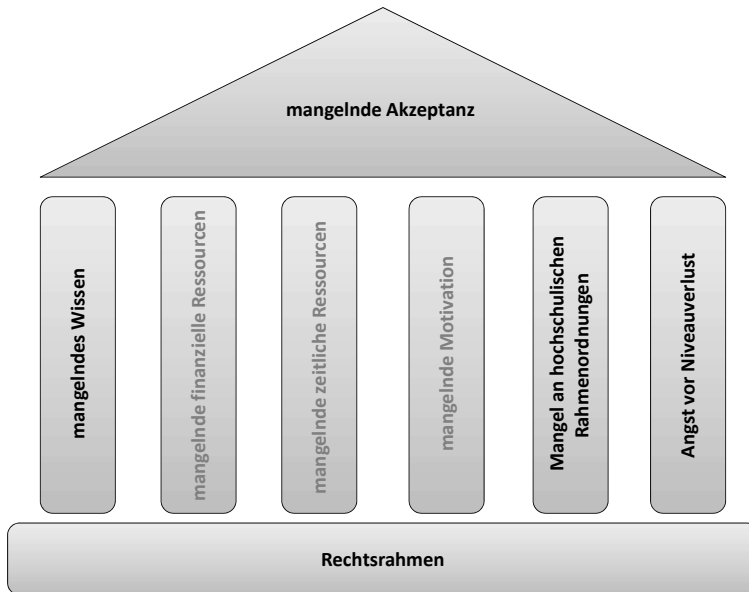 mangelnde Akzeptanz
mangelndes Wissen
mangelnde finanzielle Ressourcen
mangelnde zeitliche Ressourcen
mangelnde Motivation
Mangel an hochschulischen
Rahmenordnungen
Angst vor Niveauverlust
Rechtsrahmen